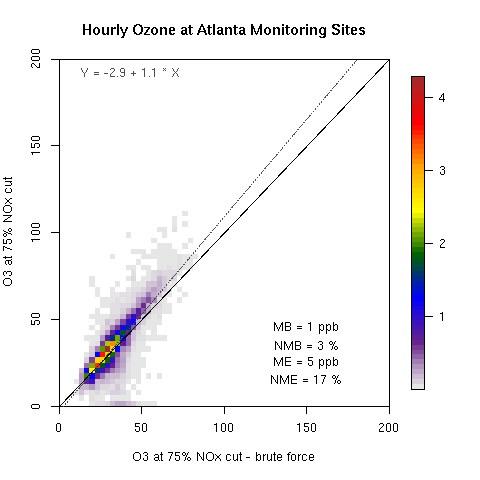 Hourly Ozone at Atlanta Monitoring Sites
Y = -2.9 + 1.1 * X
O3 at 75% NOx cut
200
150
100
50
0
0
50
100
150
200
O3 at 75% NOx cut - brute force
MB = 1 ppb
NMB = 3 %
ME = 5 ppb
NME = 17 %
4
3
2
1